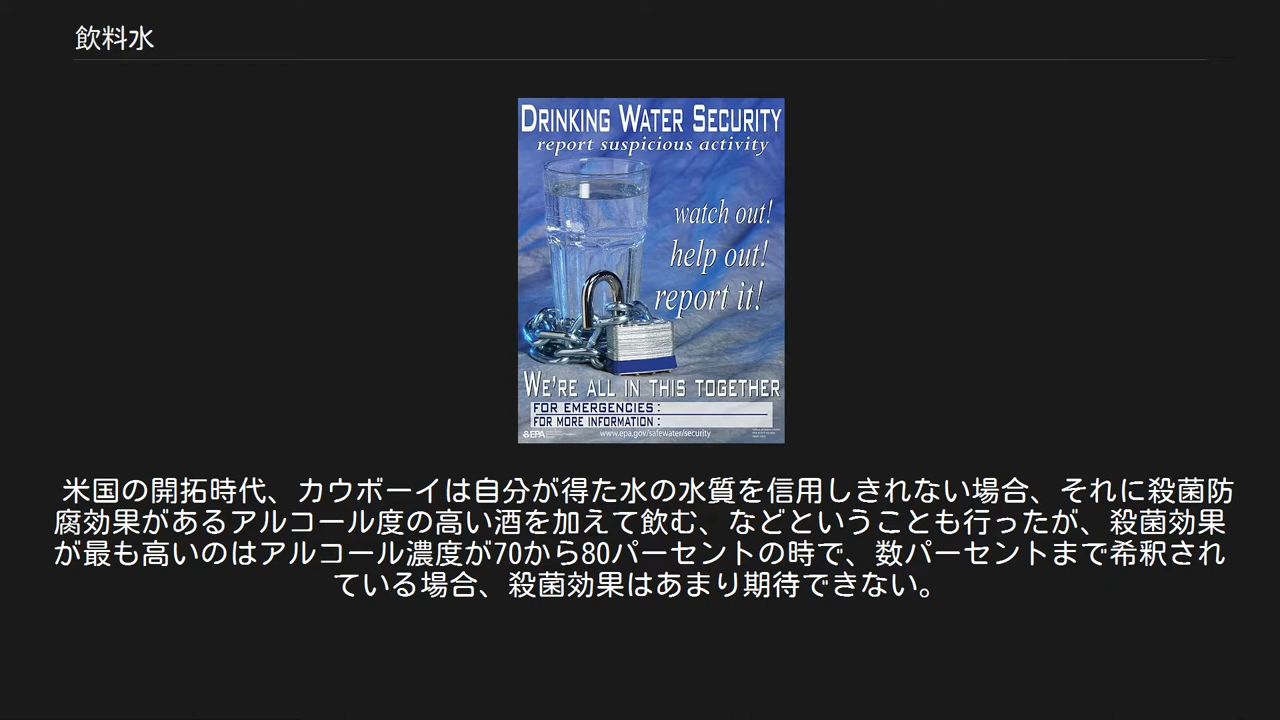 飲料水
DRINKING WATER SECURITY
report suspicious activity
watch out!
help out!
report it!
WE'RE ALL IN THIS TOGETHER
FOR EMERGENCIES :
FOR MORE INFORMATION :
EPA
www.epa.gov/safewater/security
米国の開拓時代、カウボーイは自分が得た水の水質を信用しきれない場合、それに殺菌防
腐効果があるアルコール度の高い酒を加えて飲む、などということも行ったが、殺菌効果
が最も高いのはアルコール濃度が70から80パーセントの時で、数パーセントまで希釈され
ている場合、殺菌効果はあまり期待できない。